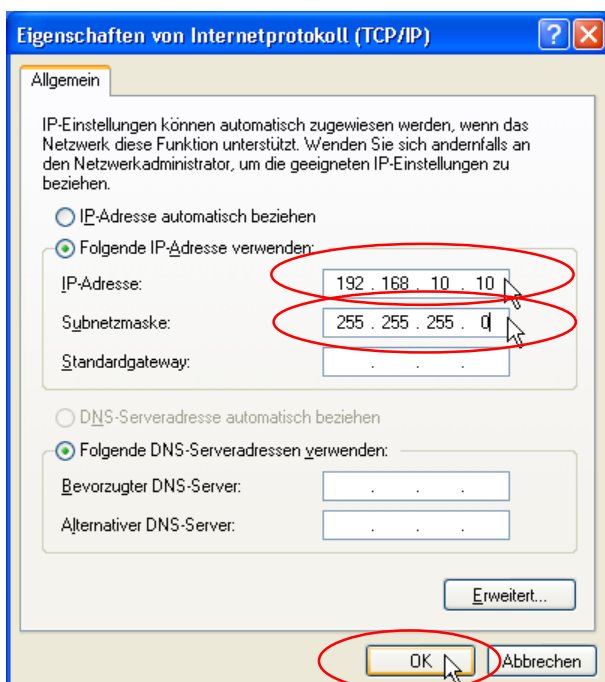 Eigenschaften von Internetprotokoll (TCP/IP)
Allgemein
IP-Einstellungen können automatisch zugewiesen werden, wenn das
Netzwerk diese Funktion unterstützt. Wenden Sie sich andernfalls an
den Netzwerkadministrator, um die geeigneten IP-Einstellungen zu
beziehen.
IP-Adresse automatisch beziehen
Folgende IP-Adresse verwenden:
IP-Adresse: 192 . 168 . 10 . 10
Subnetzmaske: 255 . 255 . 255 . 0
Standardgateway: . . .
DNS-Serveradresse automatisch beziehen
Folgende DNS-Serveradressen verwenden:
Bevorzugter DNS-Server: . . .
Alternativer DNS-Server: . . .
Erweitert...
OK Abbrechen